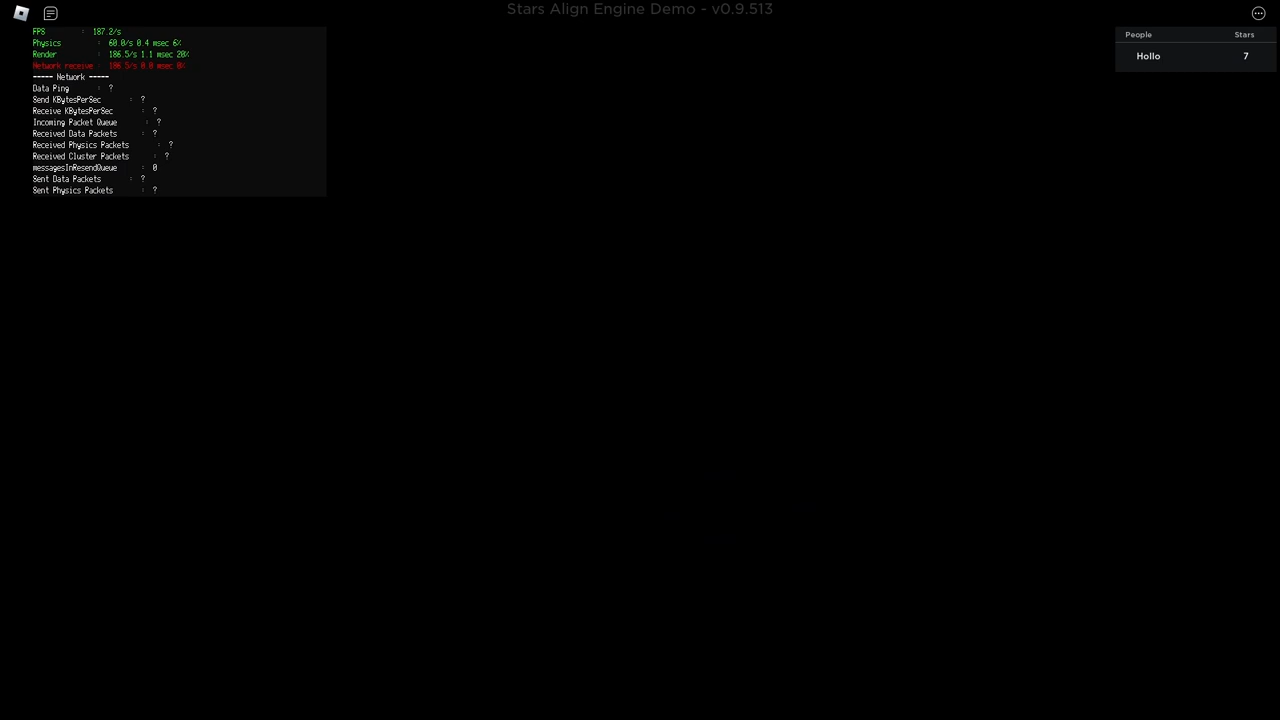 Stars Align Engine Demo - v0.9.513
FPS : 187.2/s
Physics : 60.0/s 0.4 msec 6%
Render : 186.5/s 1.1 msec 20%
Network receive : 186.5/s 0.0 msec 0%
----- Network -----
Data Ping : ?
Send KBytesPerSec : ?
Receive KBytesPerSec : ?
Incoming Packet Queue : ?
Received Data Packets : ?
Received Physics Packets : ?
Received Cluster Packets : ?
messagesInResendQueue : 0
Sent Data Packets : ?
Sent Physics Packets : ?
People Stars
Hollo 7